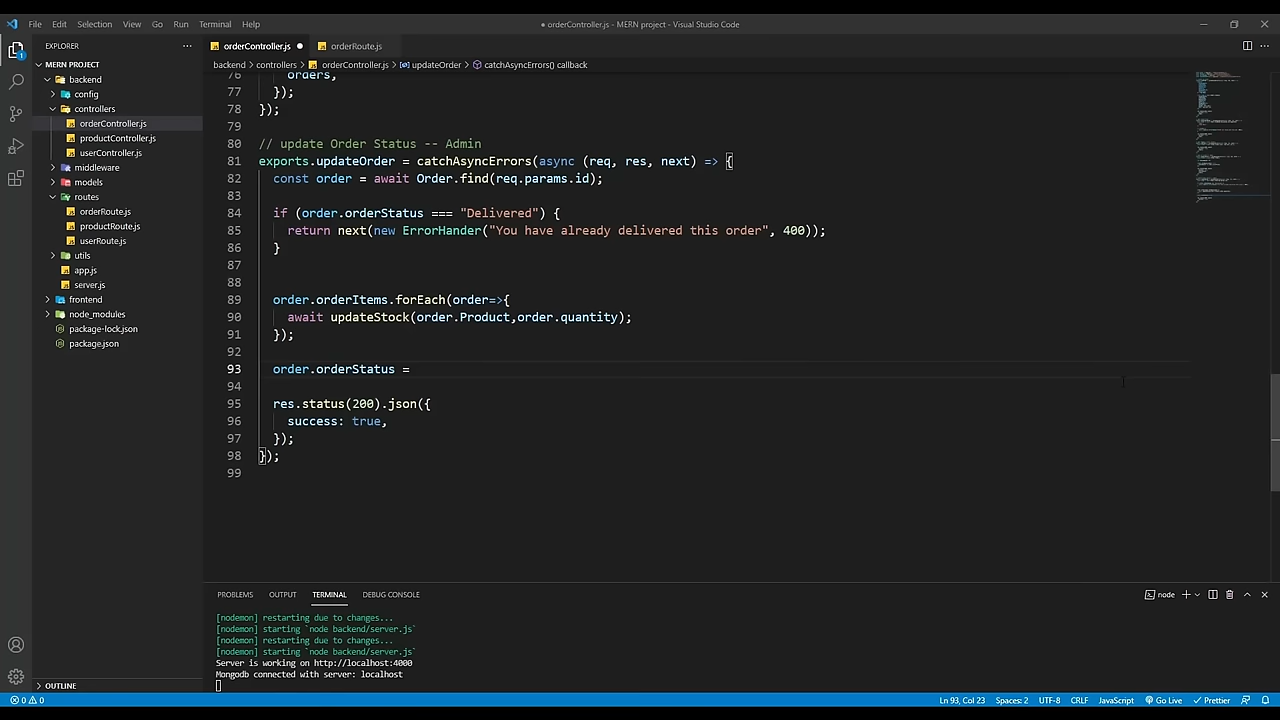 File Edit Selection View Go Run Terminal Help
● orderController.js - MERN project - Visual Studio Code
EXPLORER
MERN PROJECT
backend
config
controllers
orderController.js
productController.js
userController.js
middleware
models
routes
orderRoute.js
productRoute.js
userRoute.js
utils
app.js
server.js
frontend
node_modules
package-lock.json
package.json
OUTLINE
orderController.js ● orderRoute.js
backend > controllers > orderController.js > updateOrder > catchAsyncErrors() callback
76 orders,
77 });
78 });
79
80 // update Order Status -- Admin
81 exports.updateOrder = catchAsyncErrors(async (req, res, next) => {
82 const order = await Order.find(req.params.id);
83
84 if (order.orderStatus === "Delivered") {
85 return next(new ErrorHander("You have already delivered this order", 400));
86 }
87
88
89 order.orderItems.forEach(order=>{
90 await updateStock(order.Product,order.quantity);
91 });
92
93 order.orderStatus =
94
95 res.status(200).json({
96 success: true,
97 });
98 });
99
PROBLEMS OUTPUT TERMINAL DEBUG CONSOLE
node
[nodemon] restarting due to changes...
[nodemon] starting `node backend/server.js`
[nodemon] restarting due to changes...
[nodemon] starting `node backend/server.js`
Server is working on http://localhost:4000
Mongodb connected with server: localhost
0 0
Ln 93, Col 23 Spaces: 2 UTF-8 CRLF JavaScript Go Live Prettier